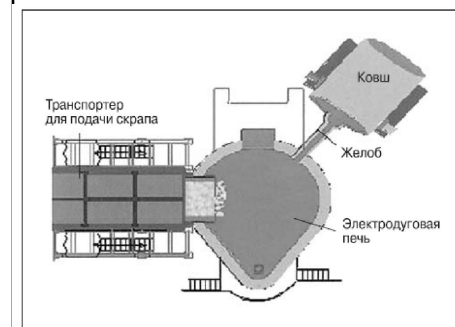 Ковш
Транспортер
для подачи скрапа
Желоб
Электродуговая
печь